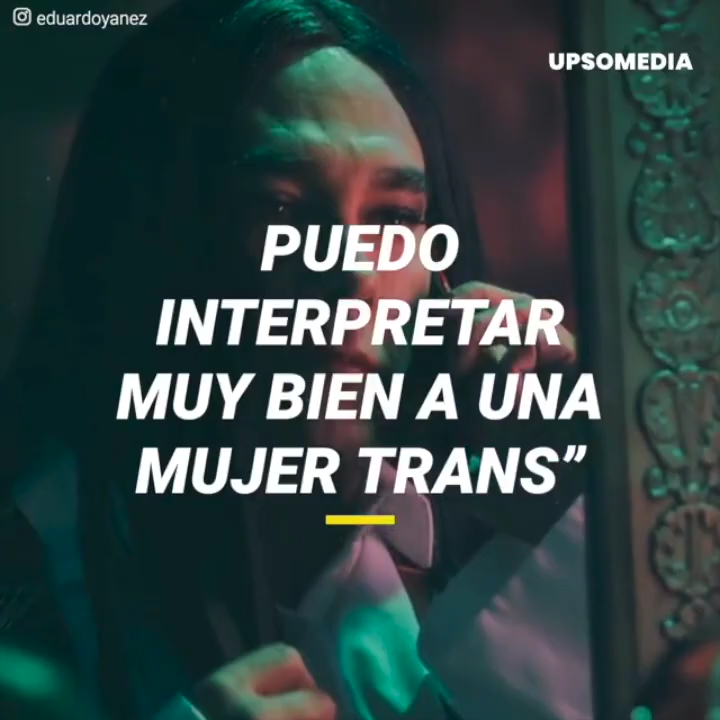 eduardoyanez
UPSOMEDIA
PUEDO
INTERPRETAR
MUY BIEN A UNA
MUJER TRANS”